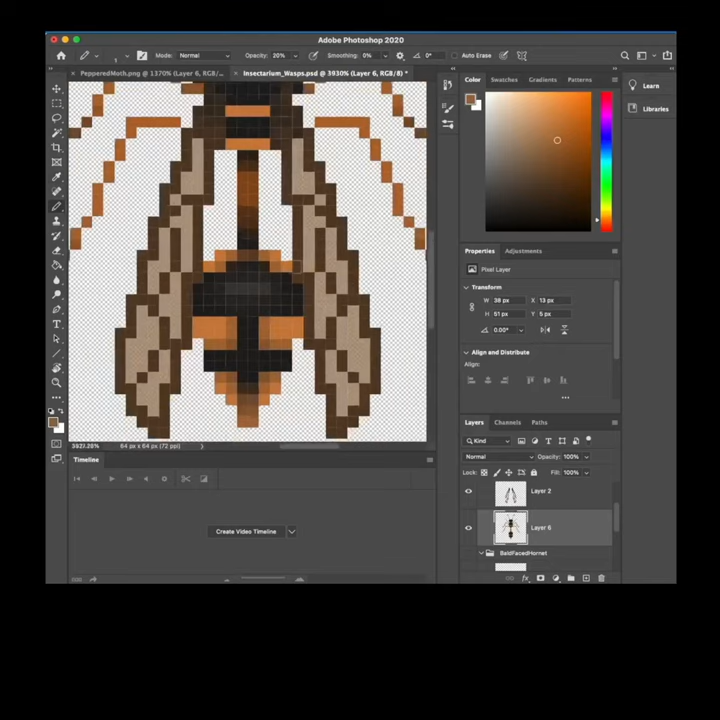 Adobe Photoshop 2020
Mode: Normal Opacity: 20% Smoothing: 0% 0° Auto Erase
PepperedMoth.png @ 1370% (Layer 6, RGB/... Insectarium_Wasps.psd @ 3930% (Layer 6, RGB/8) *
Color Swatches Gradients Patterns
Learn
Libraries
Properties Adjustments
Pixel Layer
Transform
W 38 px X 13 px
H 51 px Y 5 px
0.00°
Align and Distribute
Align:
Layers Channels Paths
Kind
Normal Opacity: 100%
Lock: Fill: 100%
Layer 2
Layer 6
BaldFacedHornet
64 px x 64 px (72 ppi)
Timeline
Create Video Timeline